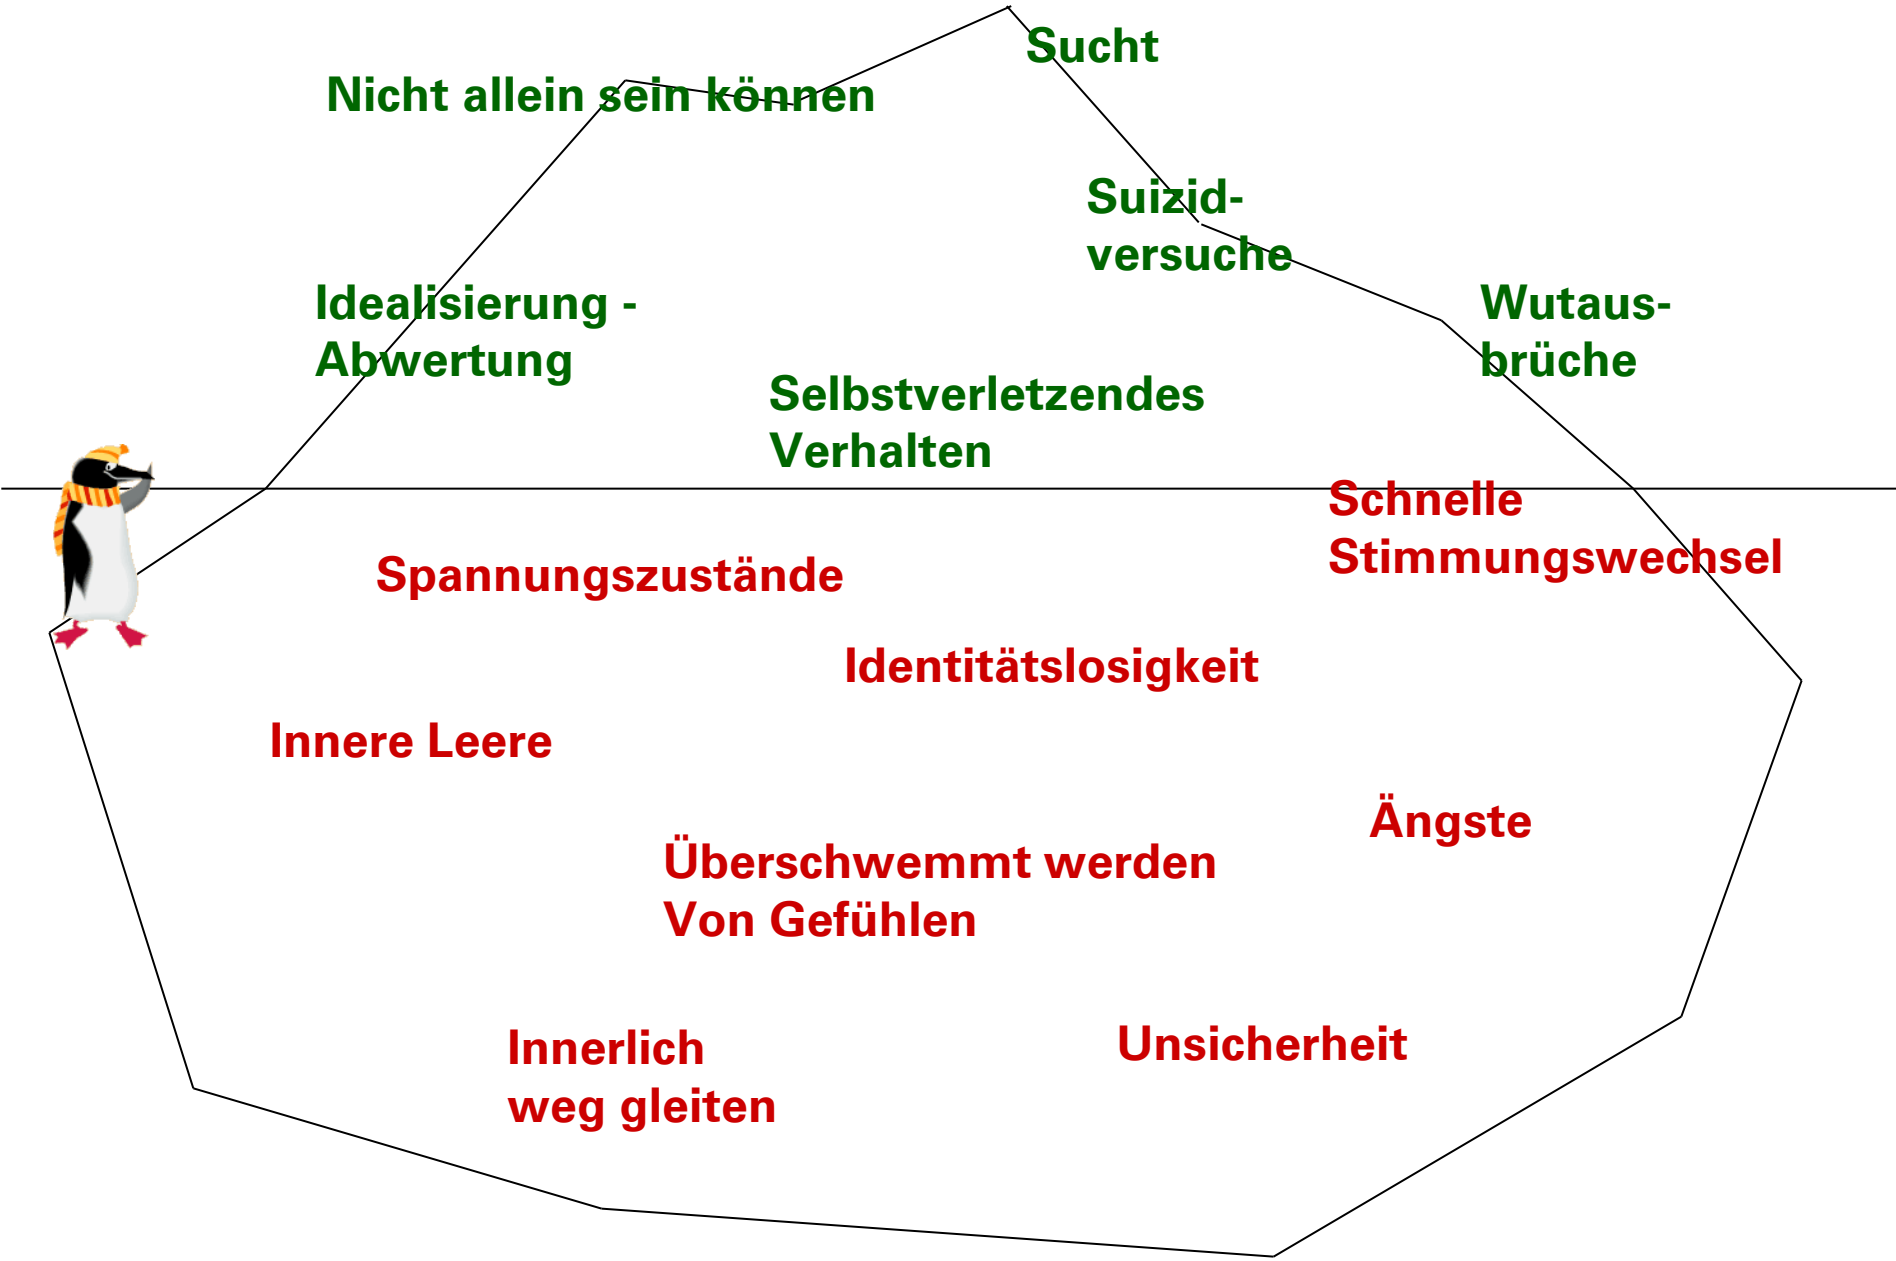 Sucht
Nicht allein sein können
Suizid-
versuche
Idealisierung -
Abwertung
Wutaus-
brüche
Selbstverletzendes
Verhalten
Schnelle
Stimmungswechsel
Spannungszustände
Identitätslosigkeit
Innere Leere
Ängste
Überschwemmt werden
Von Gefühlen
Innerlich
weg gleiten
Unsicherheit